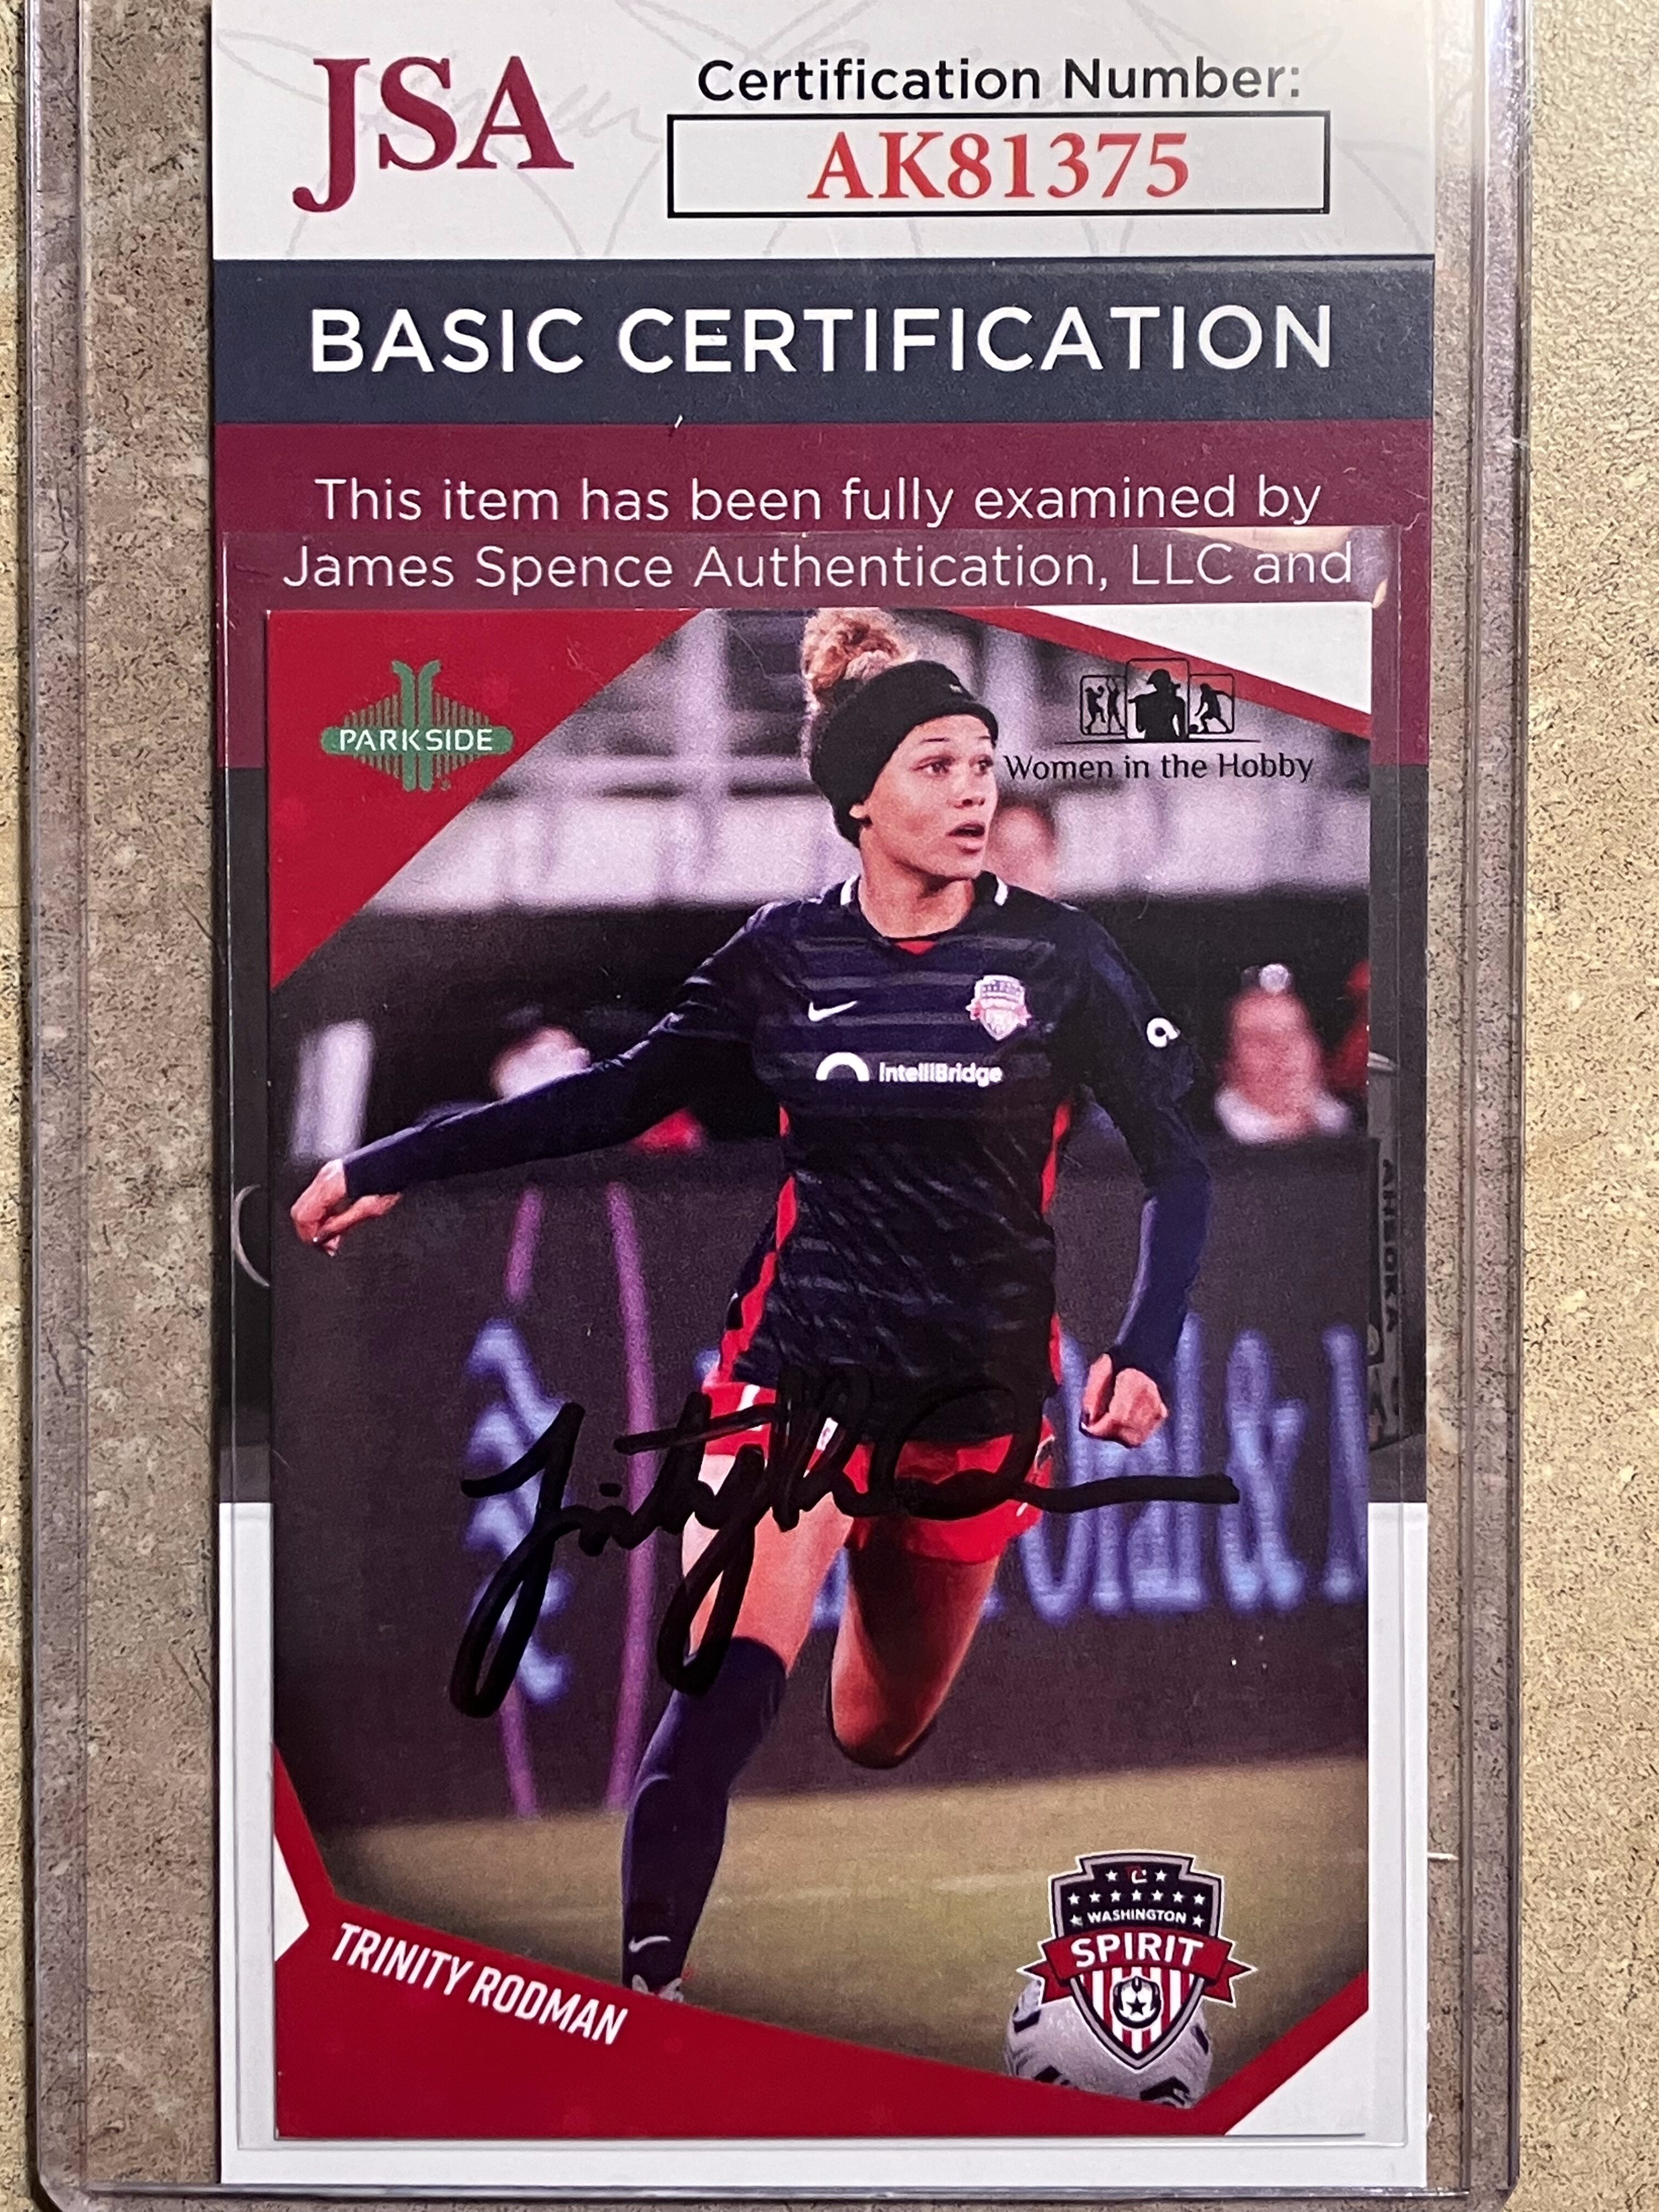 JSA
Certification Number:
AK81375
BASIC CERTIFICATION
This item has been fully examined by
James Spence Authentication, LLC and
PARKSIDE
Women in the Hobby
IntelliBridge
Trinity R
TRINITY RODMAN
WASHINGTON
SPIRIT